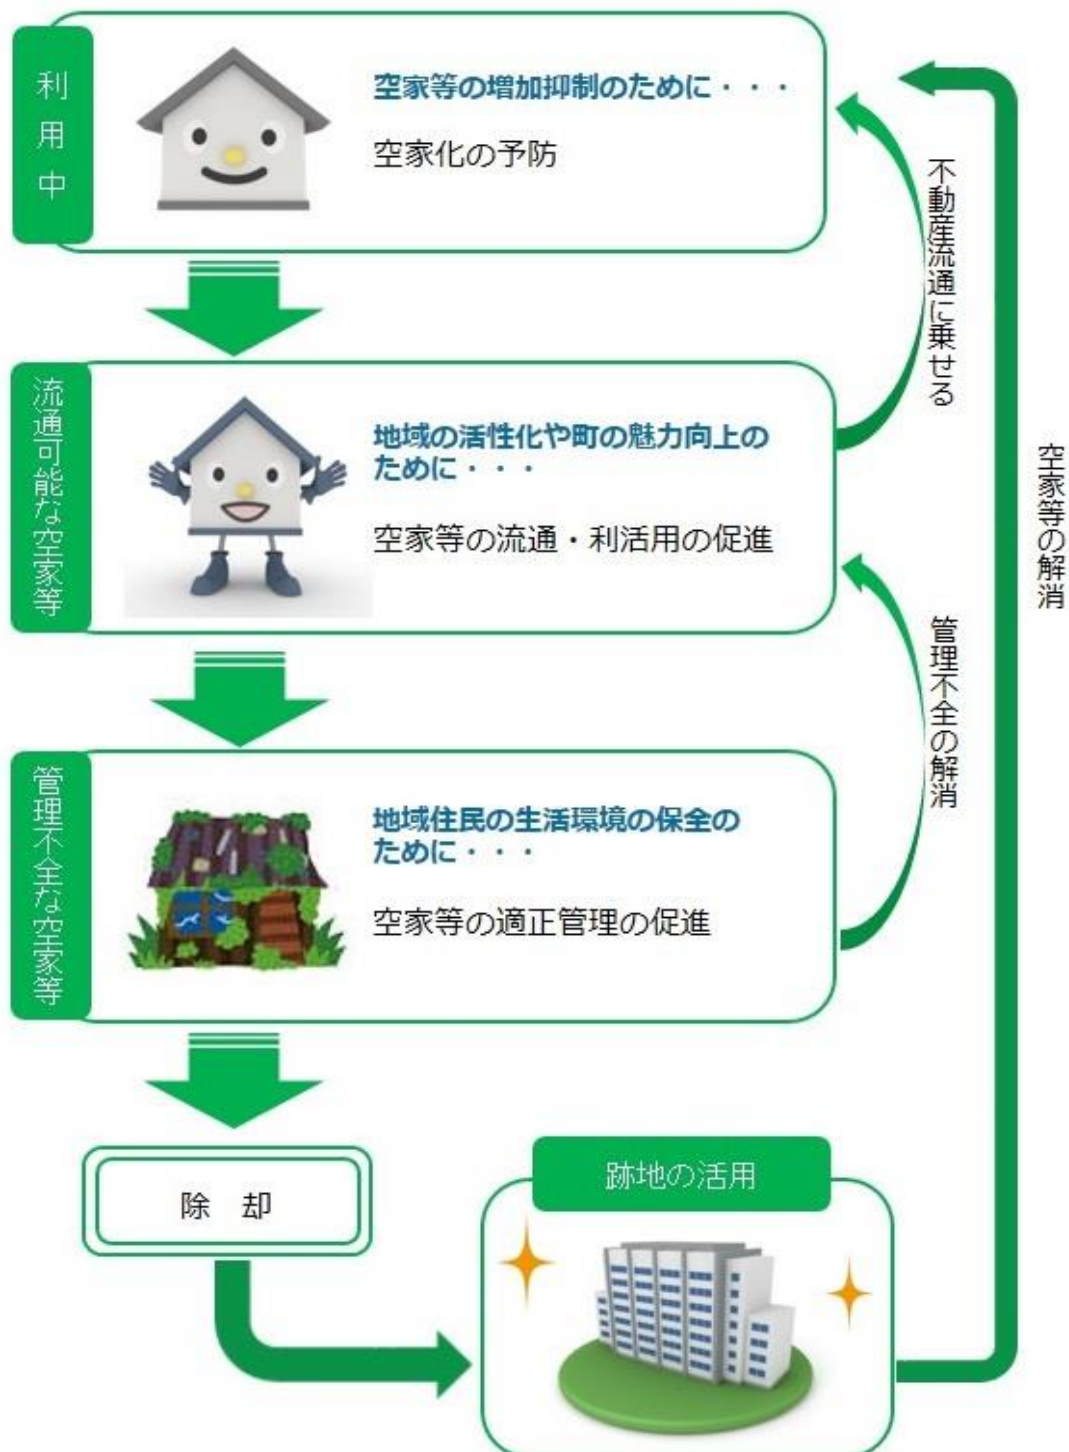 利用中
空家等の増加抑制のために・・・
空家化の予防
不動産流通に乗せる
流通可能な空家等
地域の活性化や町の魅力向上の
ために・・・
空家等の流通・利活用の促進
空家等の解消
管理不全の解消
管理不全な空家等
地域住民の生活環境の保全の
ために・・・
空家等の適正管理の促進
除　却
跡地の活用